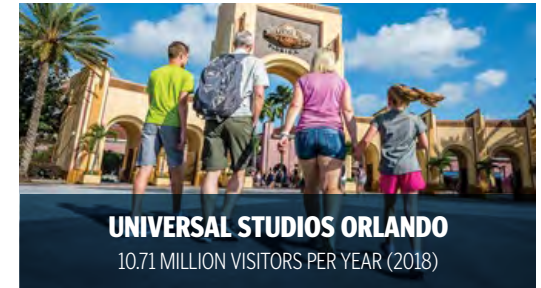 UNIVERSAL STUDIOS ORLANDO
10.71 MILLION VISITORS PER YEAR (2018)